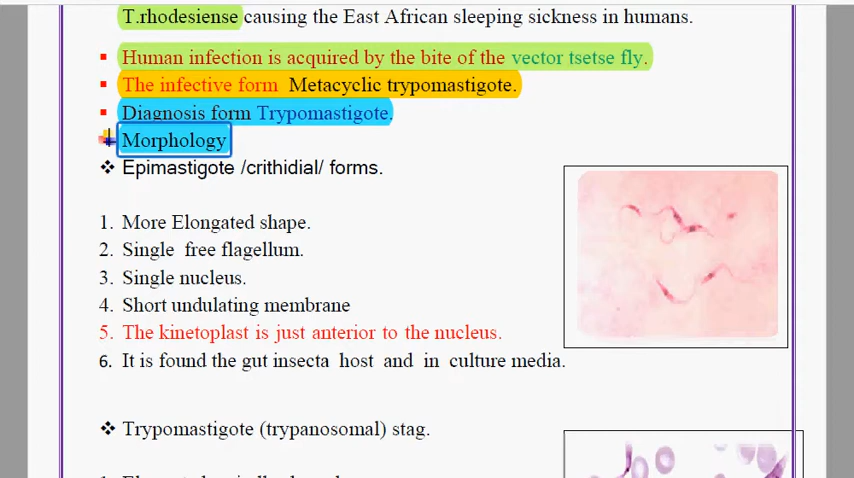 T.rhodesiense causing the East African sleeping sickness in humans.
Human infection is acquired by the bite of the vector tsetse fly.
The infective form Metacyclic trypomastigote.
Diagnosis form Trypomastigote.
Morphology
❖ Epimastigote /crithidial/ forms.
1. More Elongated shape.
2. Single free flagellum.
3. Single nucleus.
4. Short undulating membrane
5. The kinetoplast is just anterior to the nucleus.
6. It is found the gut insecta host and in culture media.
❖ Trypomastigote (trypanosomal) stag.